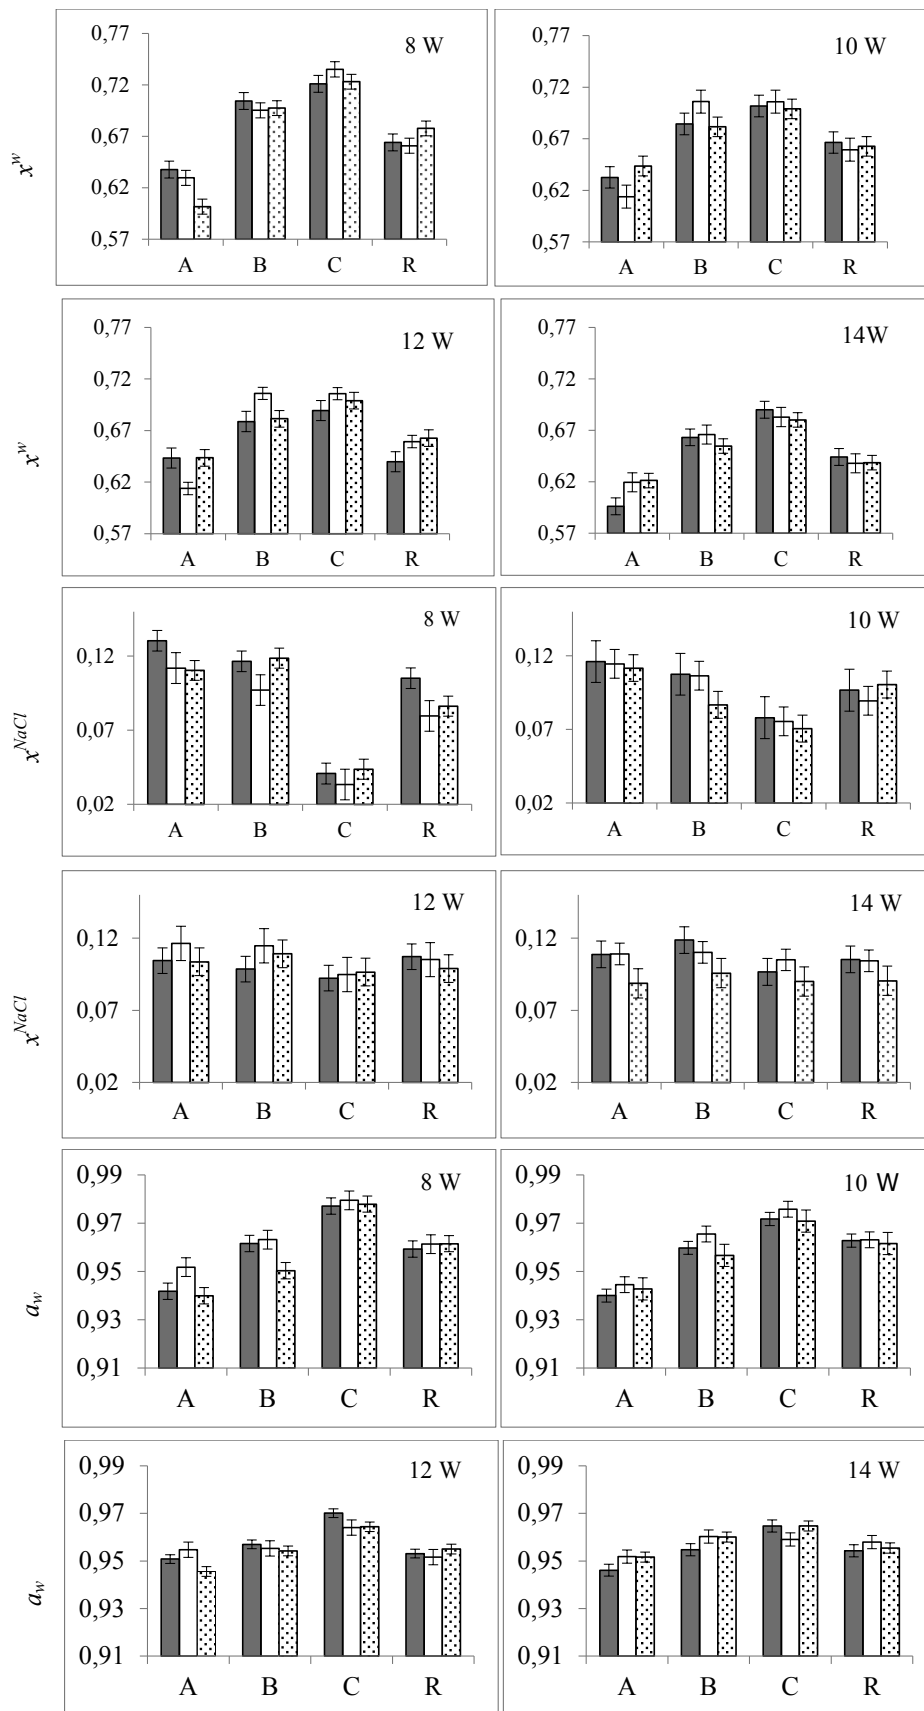 8 W
0,77
0,72
0,67
0,62
0,57
x^w
A B C R
10 W
0,77
0,72
0,67
0,62
0,57
A B C R
12 W
0,77
0,72
0,67
0,62
0,57
x^w
A B C R
14W
0,77
0,72
0,67
0,62
0,57
A B C R
8 W
0,12
0,07
0,02
x^NaCl
A B C R
10 W
0,12
0,07
0,02
A B C R
12 W
0,12
0,07
0,02
x^NaCl
A B C R
14 W
0,12
0,07
0,02
A B C R
8 W
0,99
0,97
0,95
0,93
0,91
a_w
A B C R
10 W
0,99
0,97
0,95
0,93
0,91
A B C R
12 W
0,99
0,97
0,95
0,93
0,91
a_w
A B C R
14 W
0,99
0,97
0,95
0,93
0,91
A B C R